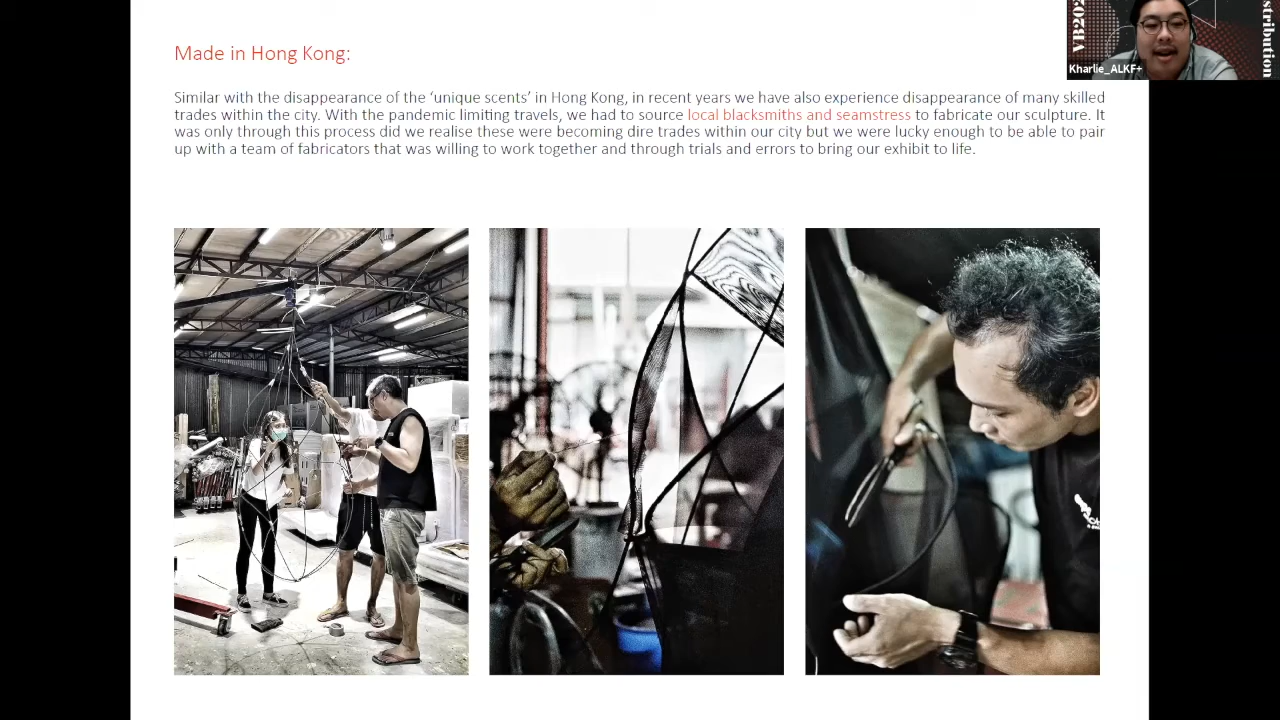 Made in Hong Kong:
Similar with the disappearance of the ‘unique scents’ in Hong Kong, in recent years we have also experience disappearance of many skilled
trades within the city. With the pandemic limiting travels, we had to source local blacksmiths and seamstress to fabricate our sculpture. It
was only through this process did we realise these were becoming dire trades within our city but we were lucky enough to be able to pair
up with a team of fabricators that was willing to work together and through trials and errors to bring our exhibit to life.
Kharlie_ALKF+
stribution